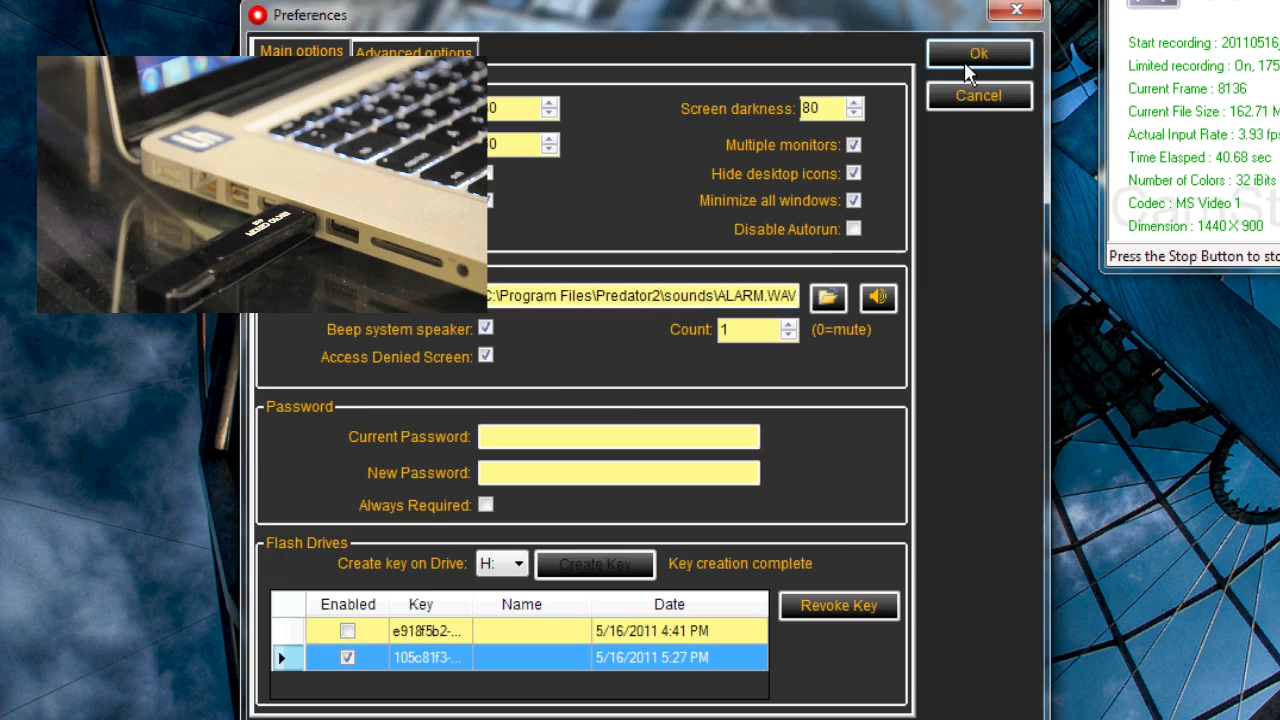 Preferences
Main options
Advanced options
Ok
Cancel
0
Screen darkness: 80
0
Multiple monitors:
Hide desktop icons:
Minimize all windows:
Disable Autorun:
C:\Program Files\Predator2\sounds\ALARM.WAV
Beep system speaker:
Count: 1 (0=mute)
Access Denied Screen:
Password
Current Password:
New Password:
Always Required:
Flash Drives
Create key on Drive: H: Create Key Key creation complete
Enabled Key Name Date
Revoke Key
e918f5b2-... 5/16/2011 4:41 PM
105c81f3-... 5/16/2011 5:27 PM
Start recording : 20110516
Limited recording : On, 175
Current Frame : 8136
Current File Size : 162.71 M
Actual Input Rate : 3.93 fps
Time Elasped : 40.68 sec
Number of Colors : 32 iBits
Codec : MS Video 1
Dimension : 1440 X 900
Press the Stop Button to sto